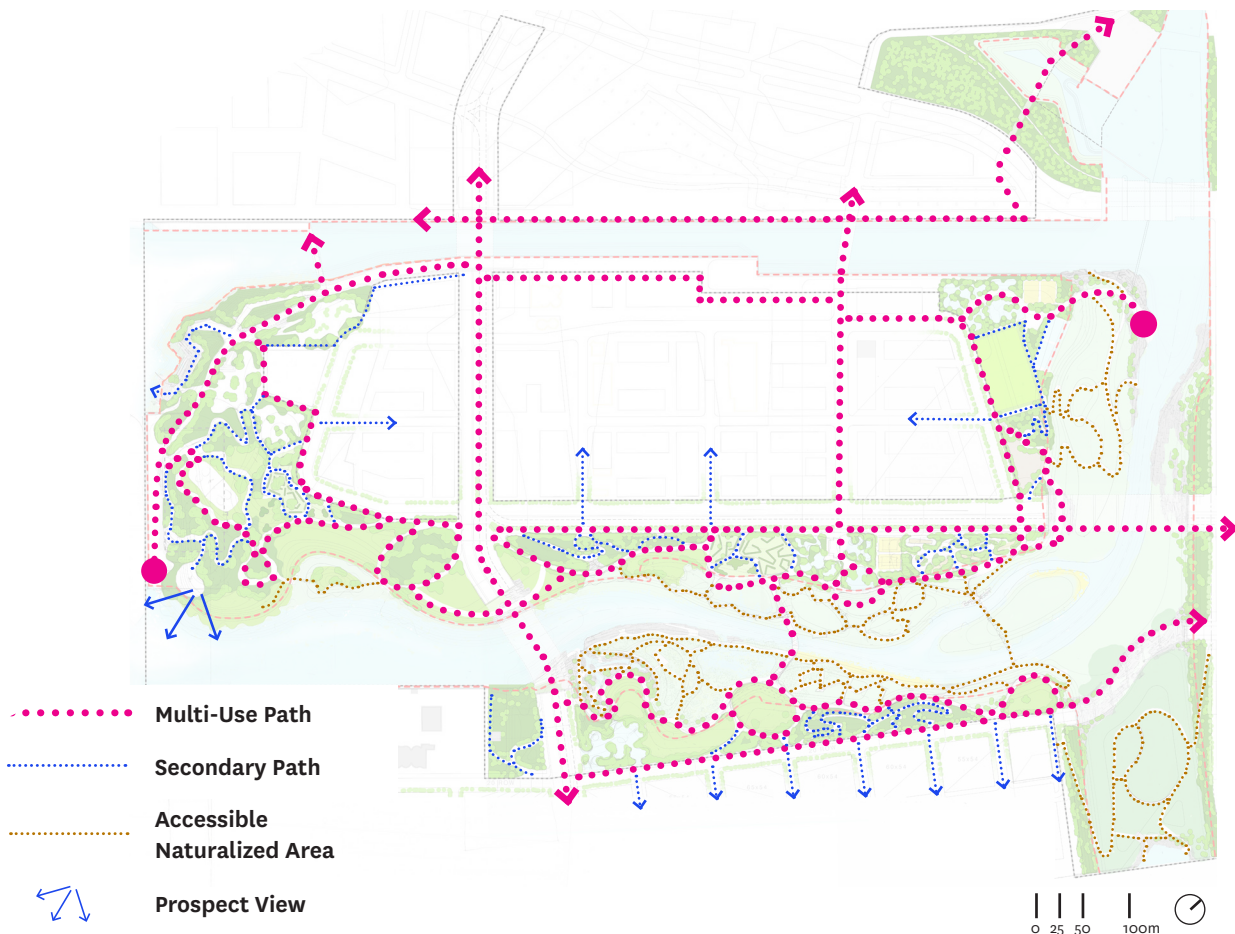 Multi-Use Path
Secondary Path
Accessible
Naturalized Area
Prospect View
0 25 50 100m